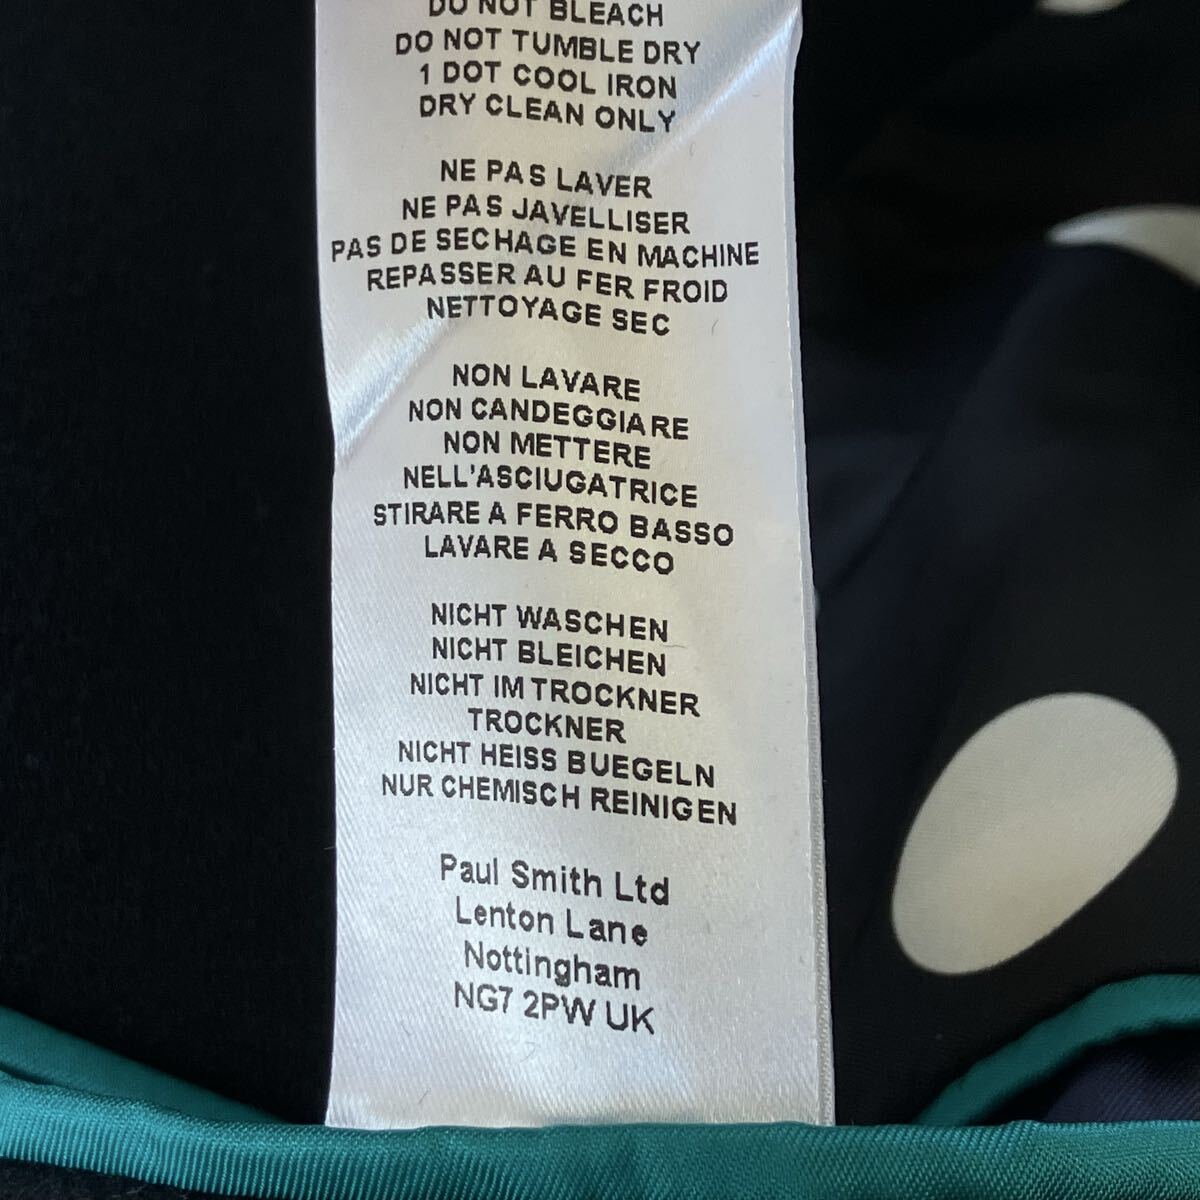 DO NOT BLEACH
DO NOT TUMBLE DRY
1 DOT COOL IRON
DRY CLEAN ONLY
NE PAS LAVER
NE PAS JAVELLISER
PAS DE SECHAGE EN MACHINE
REPASSER AU FER FROID
NETTOYAGE SEC
NON LAVARE
NON CANDEGGIARE
NON METTERE
NELL'ASCIUGATRICE
STIRARE A FERRO BASSO
LAVARE A SECCO
NICHT WASCHEN
NICHT BLEICHEN
NICHT IM TROCKNER
TROCKNER
NICHT HEISS BUEGELN
NUR CHEMISCH REINIGEN
Paul Smith Ltd
Lenton Lane
Nottingham
NG7 2PW UK